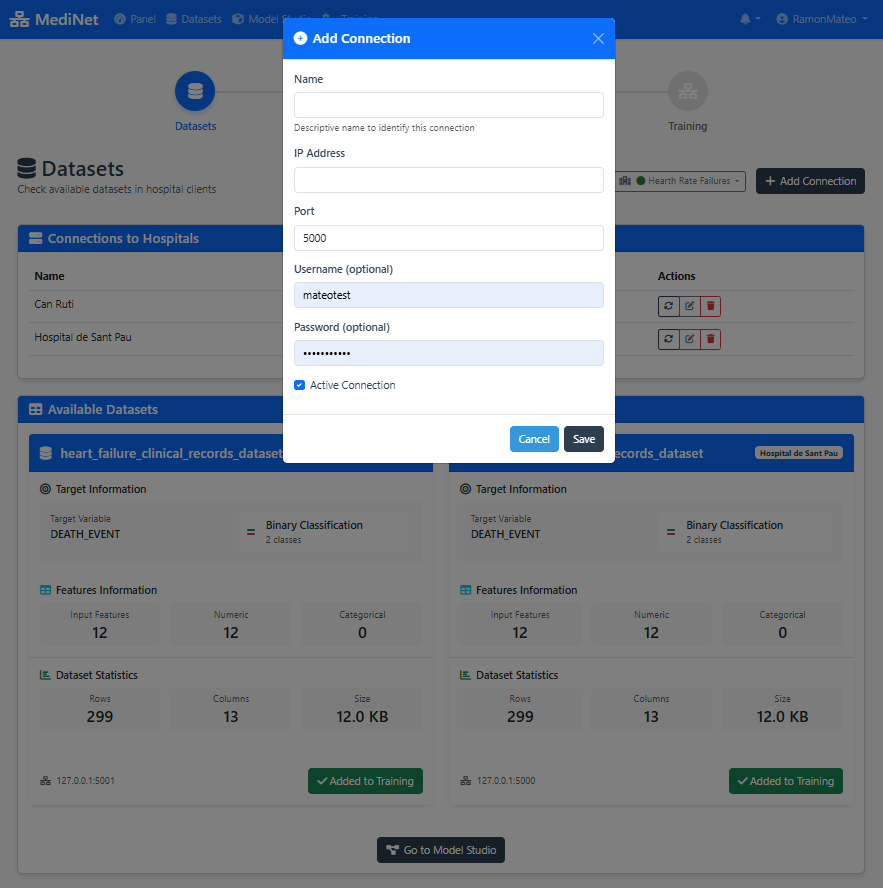 MediNet Panel Datasets Model Studio Training RamonMateo
Add Connection
Name
Descriptive name to identify this connection
IP Address
Port
5000
Username (optional)
mateotest
Password (optional)
•••••••••••
Active Connection
Cancel Save
Datasets
Training
Datasets
Check available datasets in hospital clients
Hearth Rate Failures
Add Connection
Connections to Hospitals
Name Actions
Can Ruti
Hospital de Sant Pau
Available Datasets
heart_failure_clinical_records_dataset
Target Information
Target Variable
DEATH_EVENT
Binary Classification
2 classes
Features Information
Input Features Numeric Categorical
12 12 0
Dataset Statistics
Rows Columns Size
299 13 12.0 KB
127.0.0.1:5001 Added to Training
ecords_dataset Hospital de Sant Pau
Target Information
Target Variable
DEATH_EVENT
Binary Classification
2 classes
Features Information
Input Features Numeric Categorical
12 12 0
Dataset Statistics
Rows Columns Size
299 13 12.0 KB
127.0.0.1:5000 Added to Training
Go to Model Studio